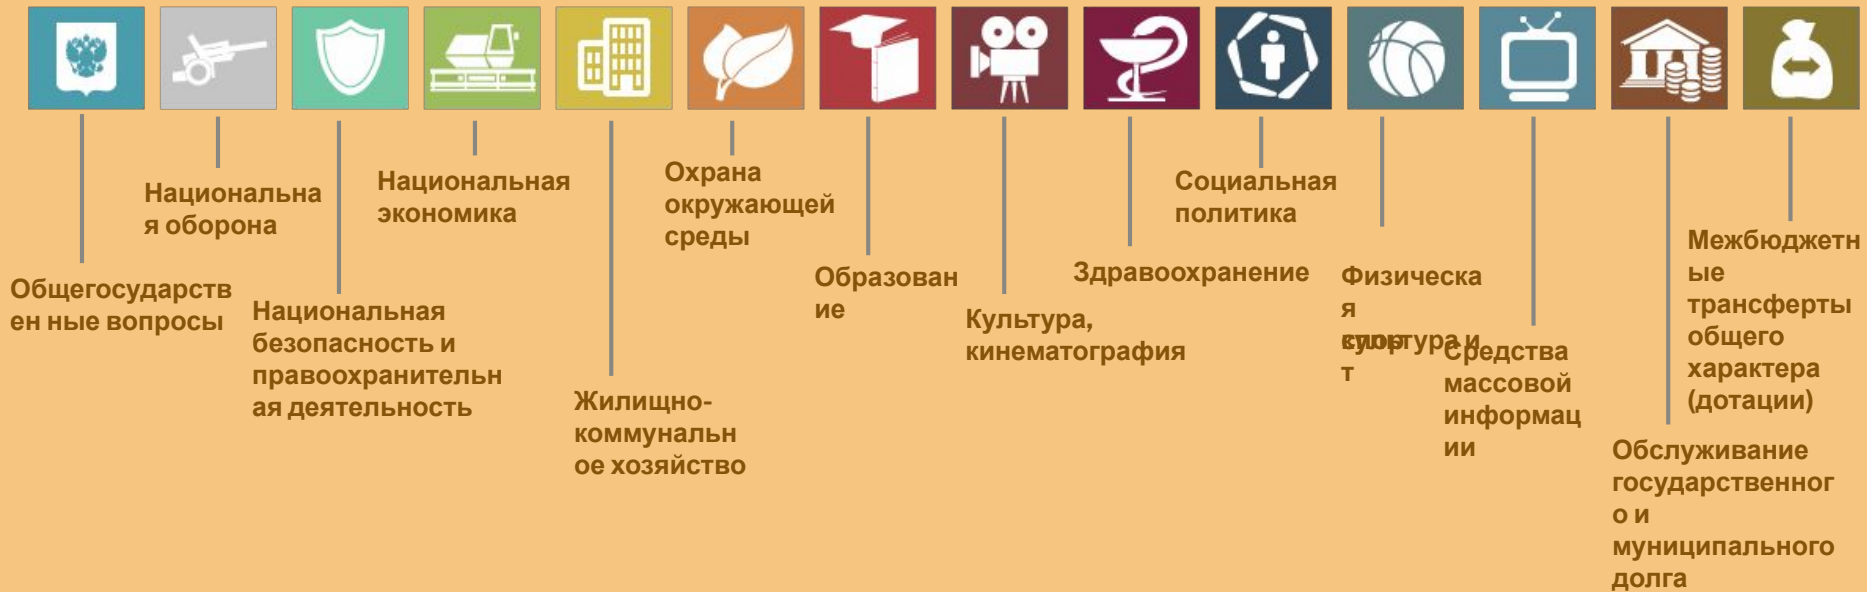 Общегосударств
ен ные вопросы
Национальна
я оборона
Национальная
безопасность и
правоохранительн
ая деятельность
Национальная
экономика
Жилищно-
коммунальн
ое хозяйство
Охрана
окружающей
среды
Образован
ие
Культура,
кинематография
Здравоохранение
Социальная
политика
Физическа
я
культура и
спор
т
Средства
массовой
информац
ии
Обслуживание
государственног
о и
муниципального
долга
Межбюджетн
ые
трансферты
общего
характера
(дотации)